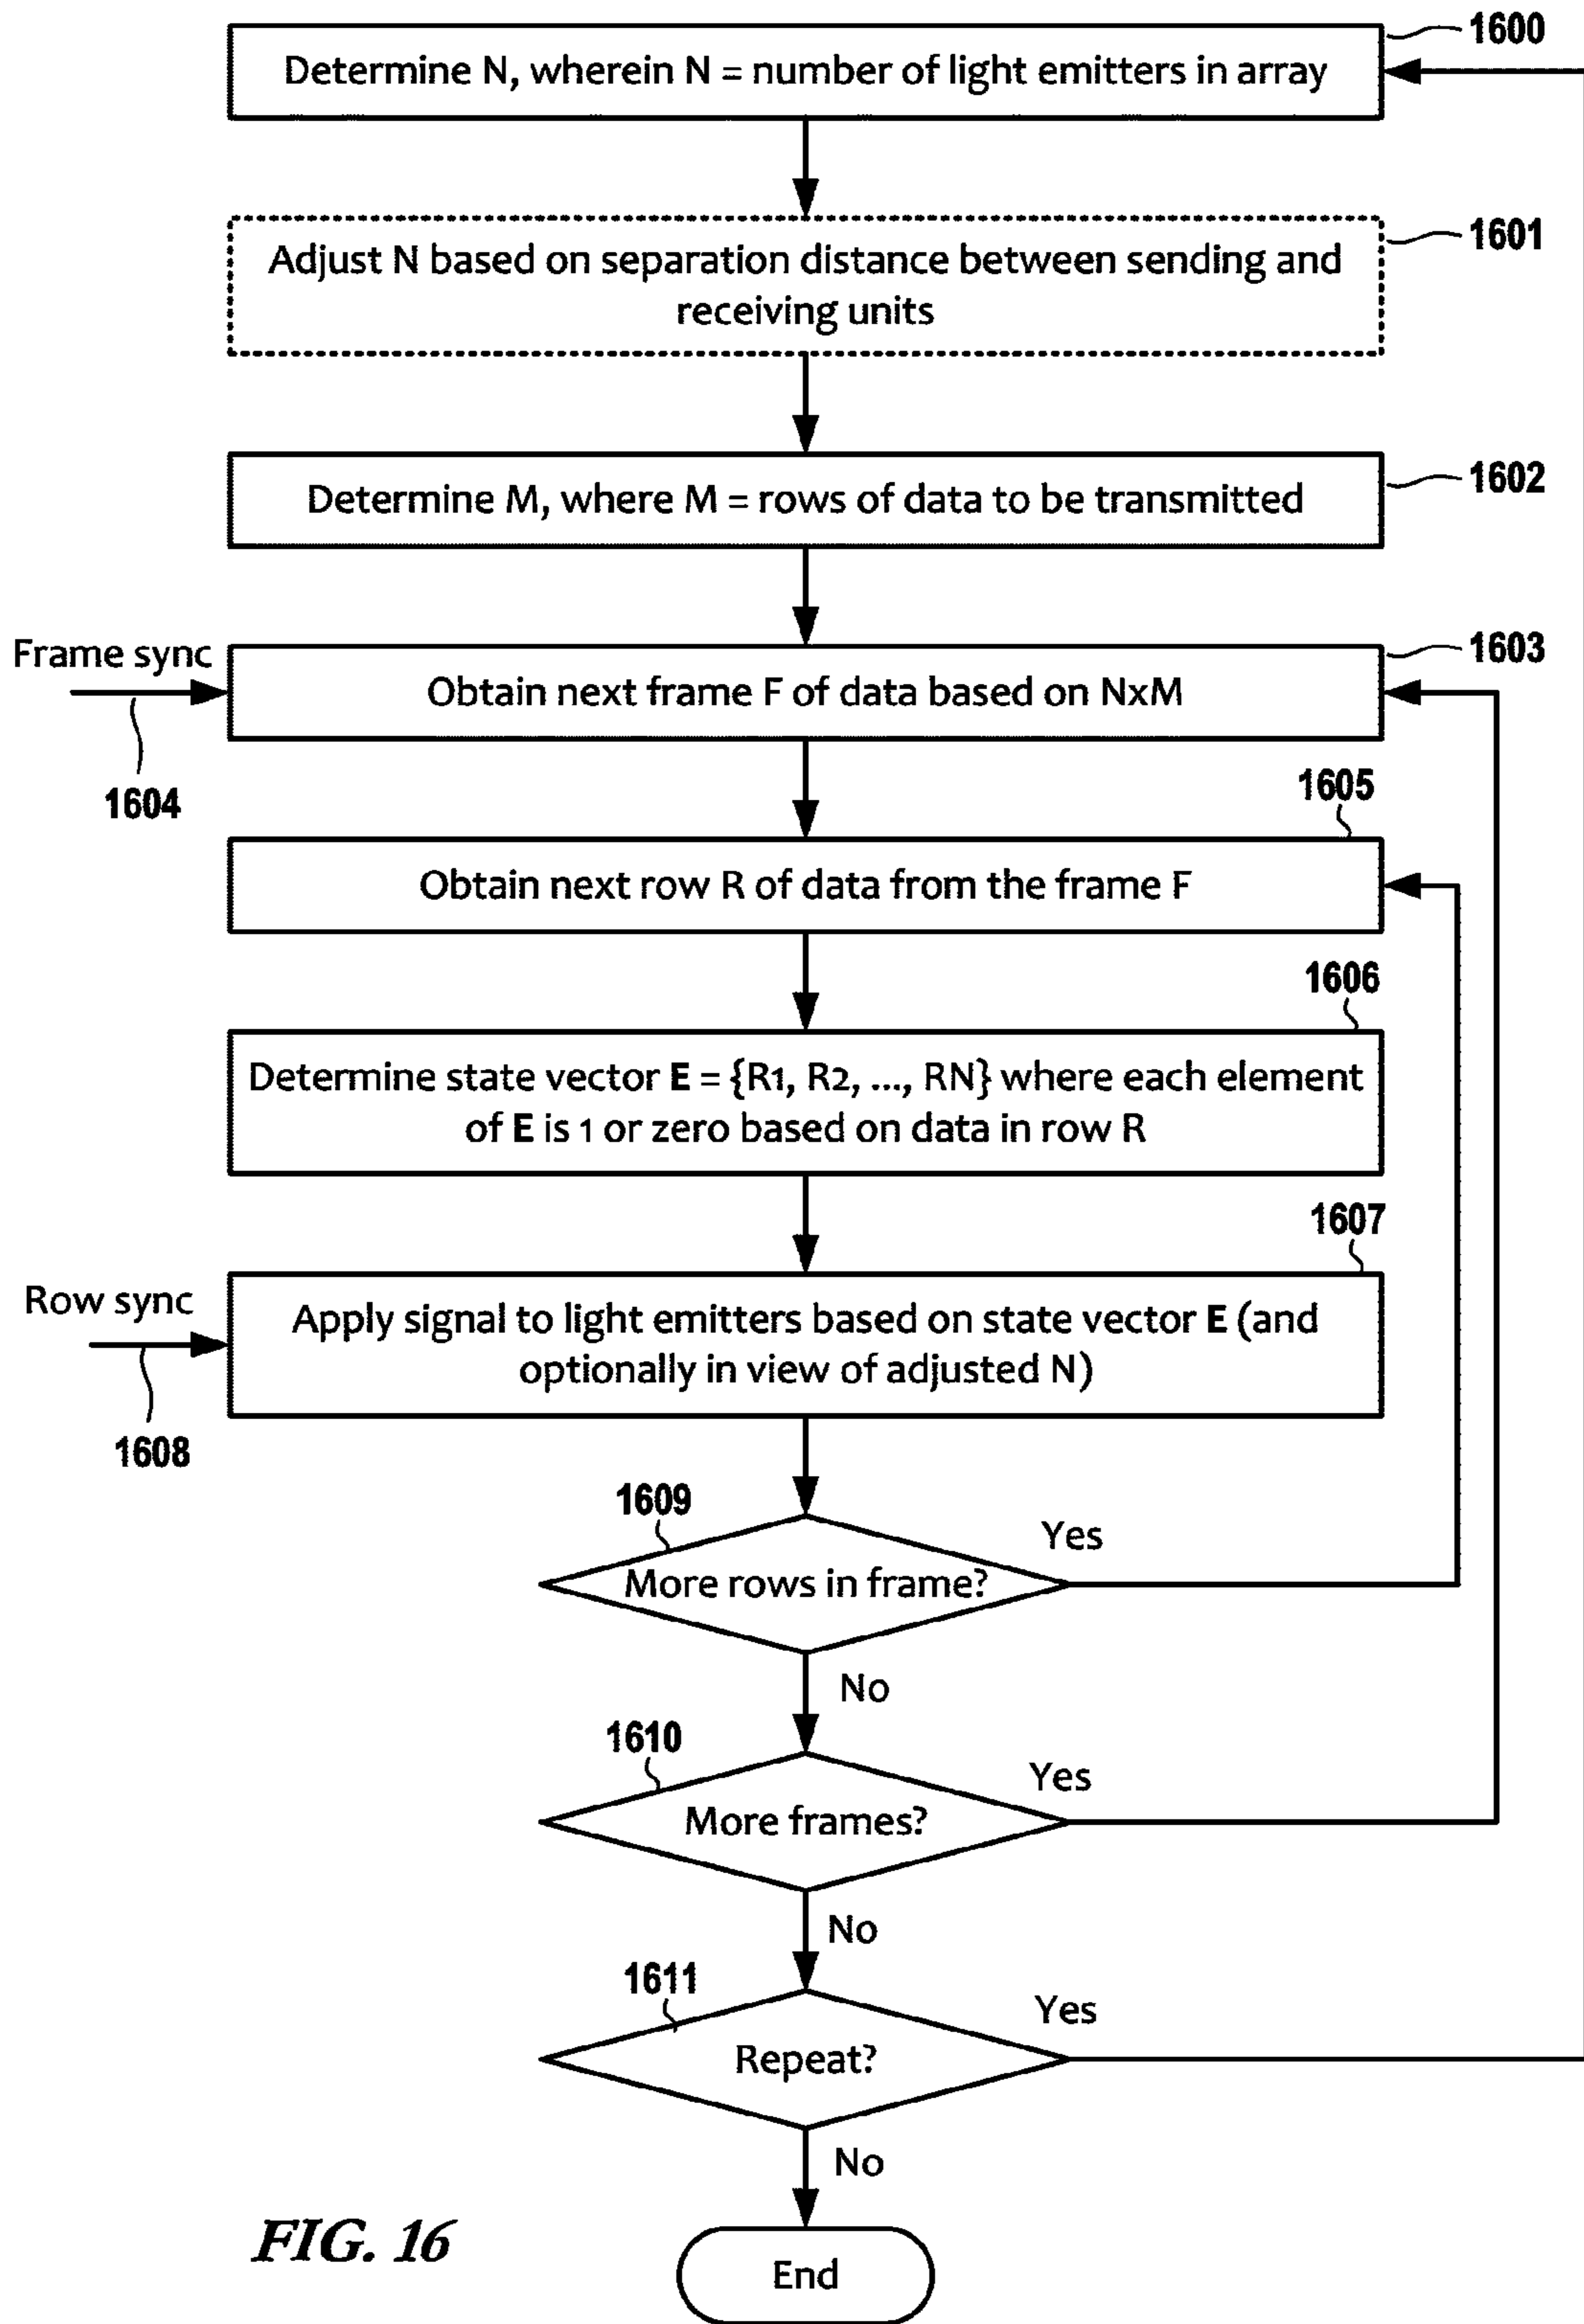 1600
Determine N, wherein N = number of light emitters in array
1601
Adjust N based on separation distance between sending and
receiving units
1602
Determine M, where M = rows of data to be transmitted
1603
Frame sync
Obtain next frame F of data based on NxM
1604
1605
Obtain next row R of data from the frame F
1606
Determine state vector E = {R1, R2, ..., RN} where each element
of E is 1 or zero based on data in row R
1607
Row sync
Apply signal to light emitters based on state vector E (and
optionally in view of adjusted N)
1608
1609
Yes
More rows in frame?
No
1610
Yes
More frames?
No
1611
Yes
Repeat?
No
FIG. 16
End